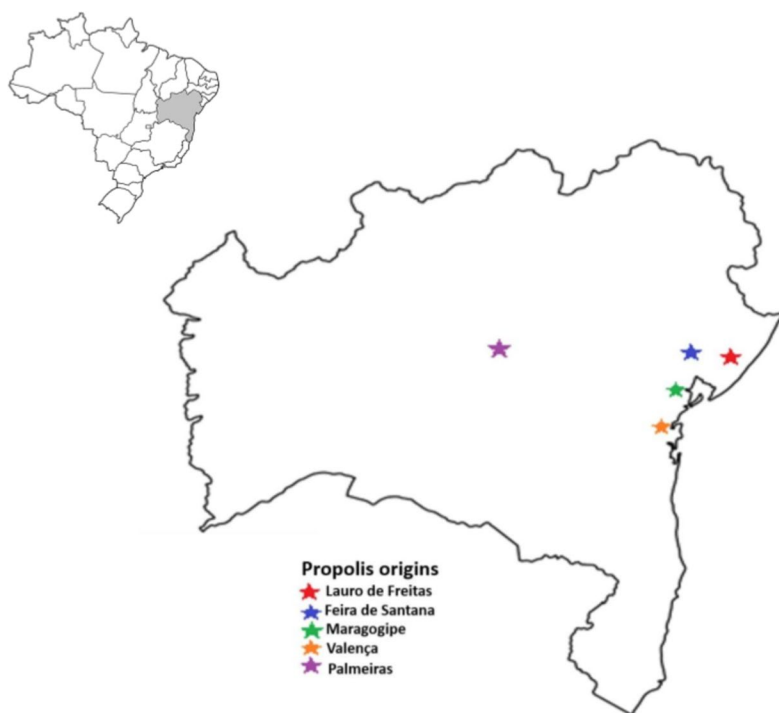 Propolis origins
Lauro de Freitas
Feira de Santana
Maragogipe
Valença
Palmeiras